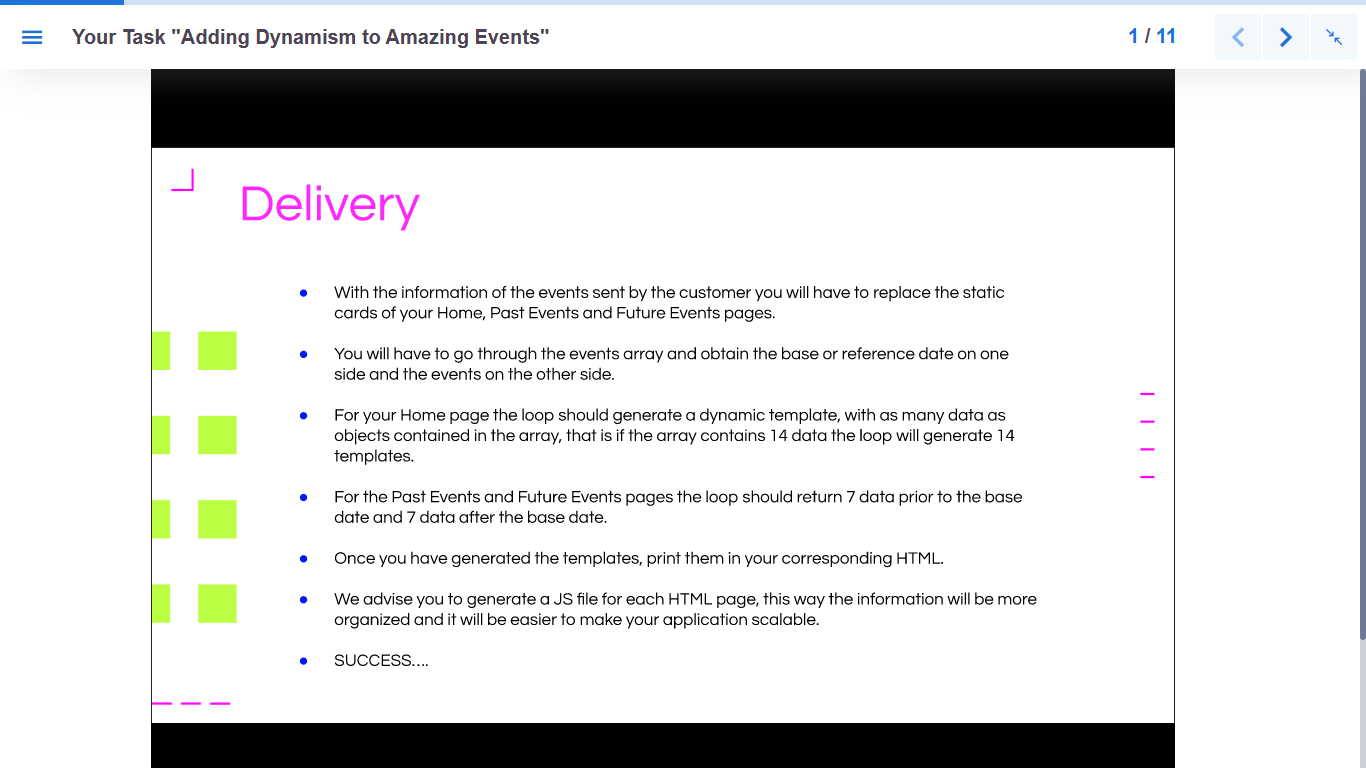 Your Task "Adding Dynamism to Amazing Events"
1 / 11
Delivery
With the information of the events sent by the customer you will have to replace the static
cards of your Home, Past Events and Future Events pages.
You will have to go through the events array and obtain the base or reference date on one
side and the events on the other side.
For your Home page the loop should generate a dynamic template, with as many data as
objects contained in the array, that is if the array contains 14 data the loop will generate 14
templates.
For the Past Events and Future Events pages the loop should return 7 data prior to the base
date and 7 data after the base date.
Once you have generated the templates, print them in your corresponding HTML.
We advise you to generate a JS file for each HTML page, this way the information will be more
organized and it will be easier to make your application scalable.
SUCCESS....